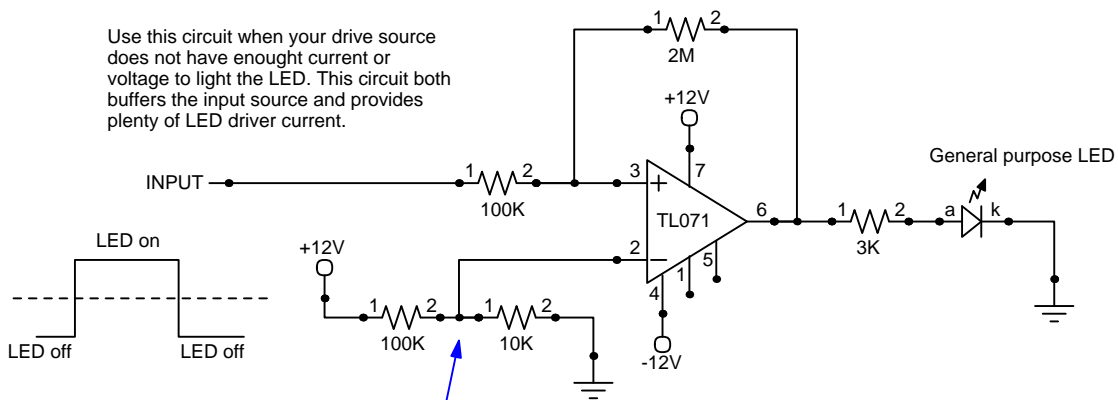 Use this circuit when your drive source
does not have enought current or
voltage to light the LED. This circuit both
buffers the input source and provides
plenty of LED driver current.
1 2
2M
+12V
7
General purpose LED
INPUT
1 2
100K
3
+
TL071
6
1 2
3K
a k
LED on
+12V
2
−
1
5
4
1 2
100K
1 2
10K
-12V
LED off
LED off